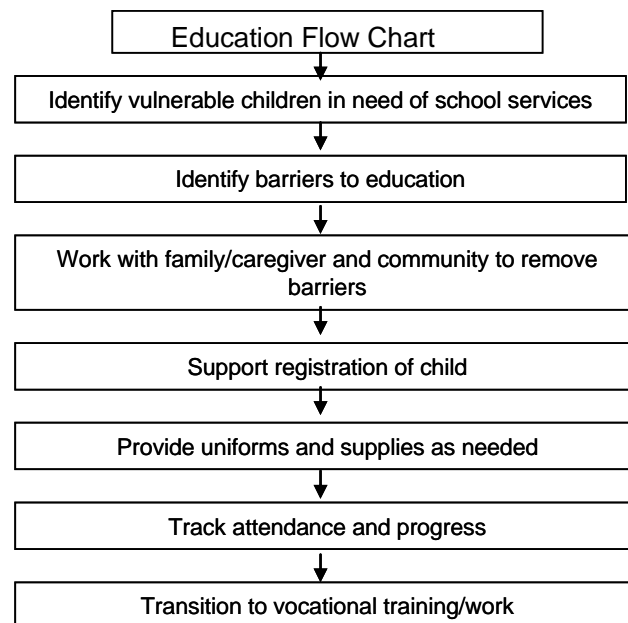 Education Flow Chart
Identify vulnerable children in need of school services
Identify barriers to education
Work with family/caregiver and community to remove
barriers
Support registration of child
Provide uniforms and supplies as needed
Track attendance and progress
Transition to vocational training/work